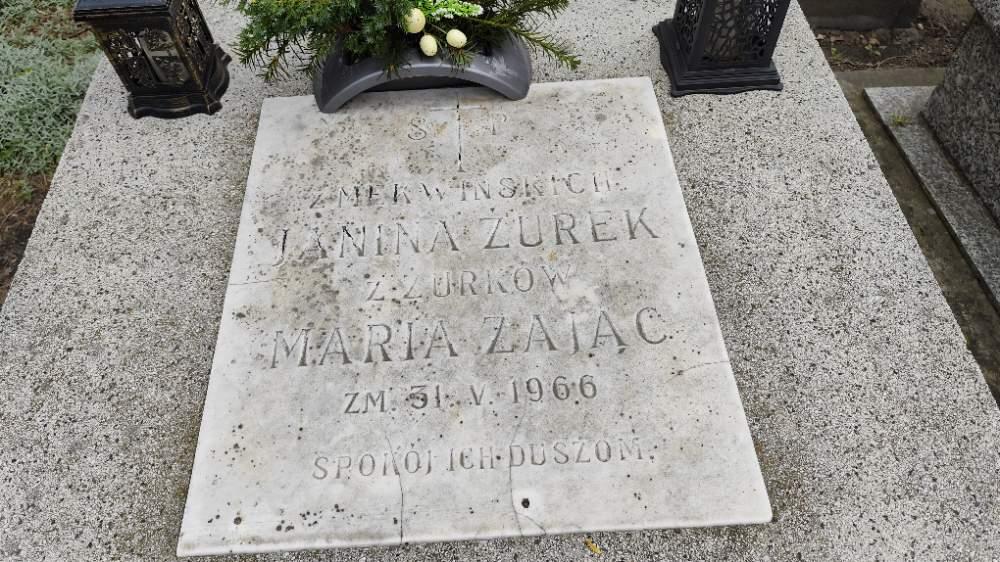 Ś P
Z MEKWIŃSKICH
JANINA ŻUREK
Z ŻURKÓW
MARIA ZAJĄC
ZM. 31. V. 1966
SPOKÓJ ICH DUSZOM.